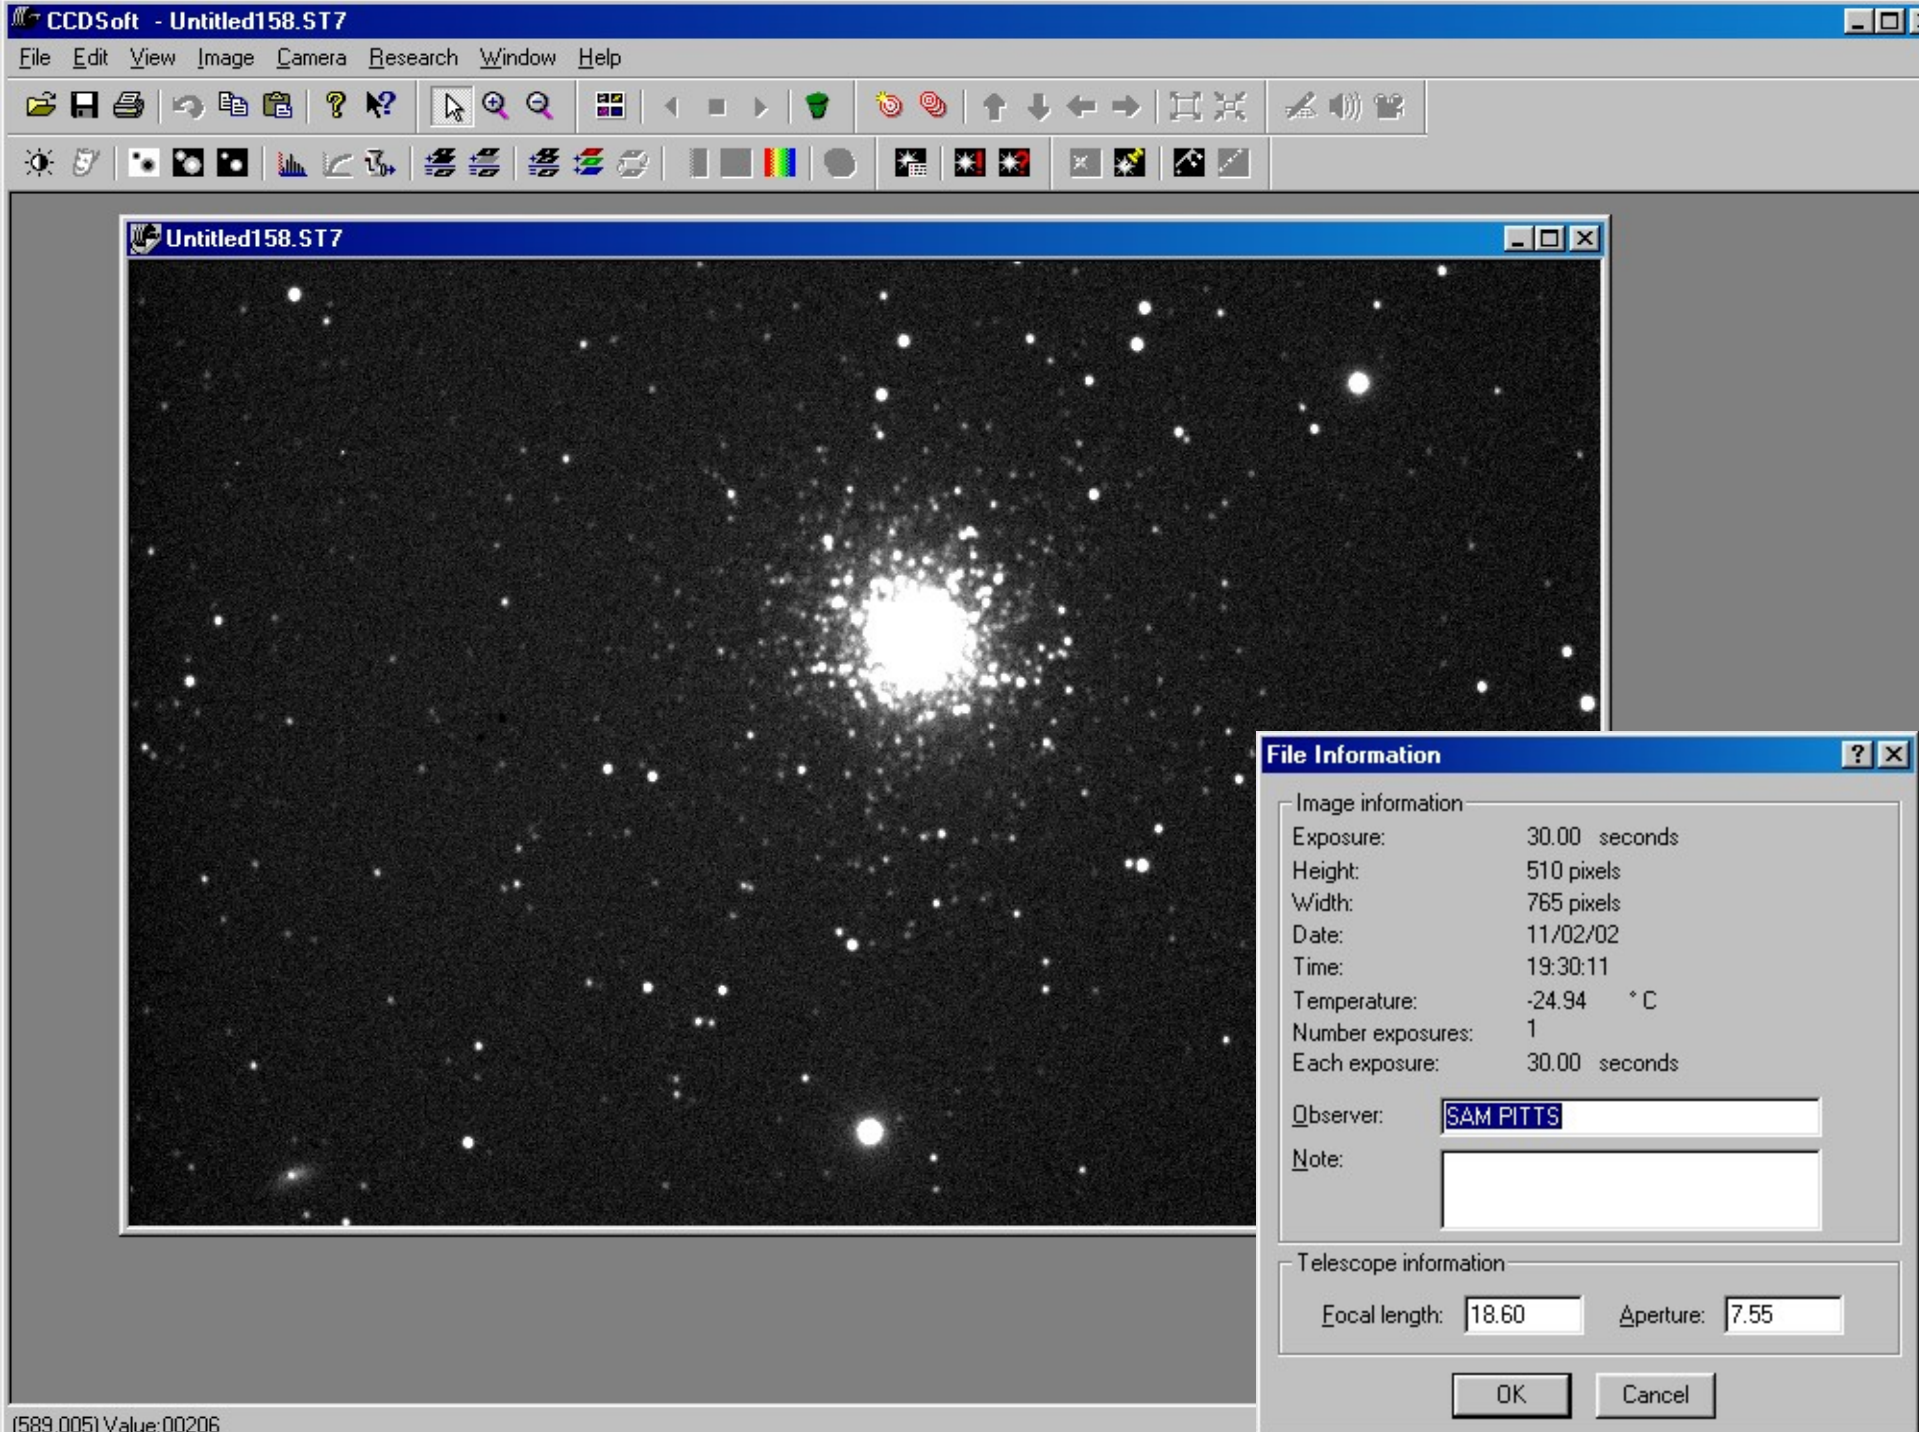 CCDSoft - Untitled158.ST7
File Edit View Image Camera Research Window Help
Untitled158.ST7
File Information
Image information
Exposure: 30.00 seconds
Height: 510 pixels
Width: 765 pixels
Date: 11/02/02
Time: 19:30:11
Temperature: -24.94 ° C
Number exposures: 1
Each exposure: 30.00 seconds
Observer: SAM PITTS
Note:
Telescope information
Focal length: 18.60 Aperture: 7.55
OK Cancel
(589,005) Value:00206